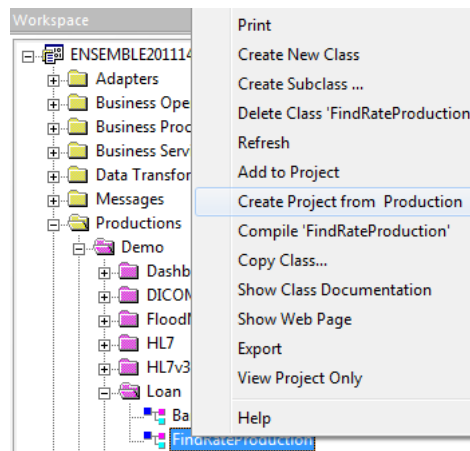 Workspace
ENSEMBLE201114
Adapters
Business Ope
Business Proc
Business Serv
Data Transfor
Messages
Productions
Demo
Dashb
DICOM
FloodM
HL7
HL7v3
Loan
Ba
FindRateProduction
Print
Create New Class
Create Subclass ...
Delete Class 'FindRateProduction
Refresh
Add to Project
Create Project from  Production
Compile 'FindRateProduction'
Copy Class...
Show Class Documentation
Show Web Page
Export
View Project Only
Help